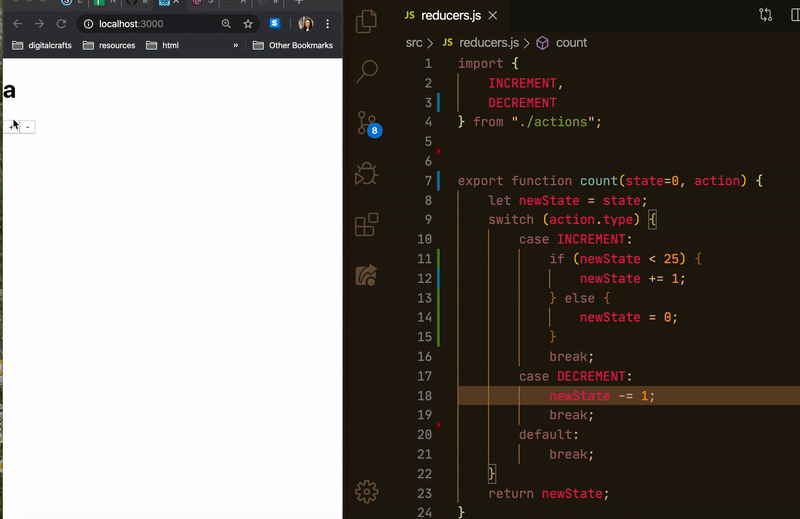 localhost:3000
digitalcrafts
resources
html
»
Other Bookmarks
a
+
-
JS reducers.js
src > JS reducers.js > count
8
1 import {
2 INCREMENT,
3 DECREMENT
4 } from "./actions";
5
6
7 export function count(state=0, action) {
8 let newState = state;
9 switch (action.type) {
10 case INCREMENT:
11 if (newState < 25) {
12 newState += 1;
13 } else {
14 newState = 0;
15 }
16 break;
17 case DECREMENT:
18 newState -= 1;
19 break;
20 default:
21 break;
22 }
23 return newState;
24 }